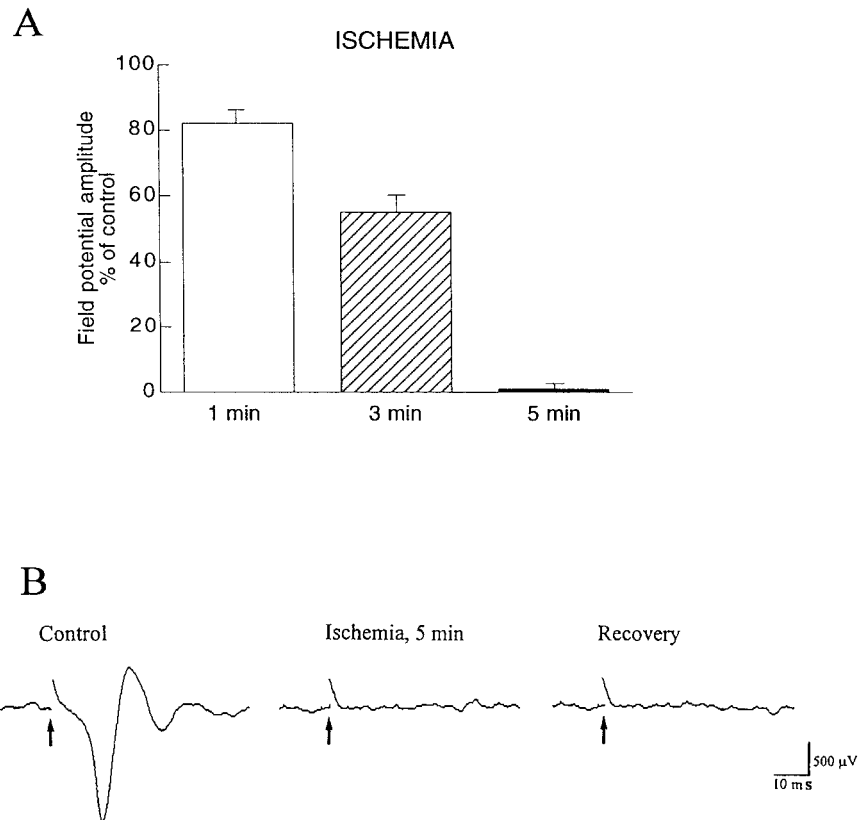 A
ISCHEMIA
Field potential amplitude
% of control
100
80
60
40
20
0
1 min
3 min
5 min
B
Control
Ischemia, 5 min
Recovery
500 µV
10 ms